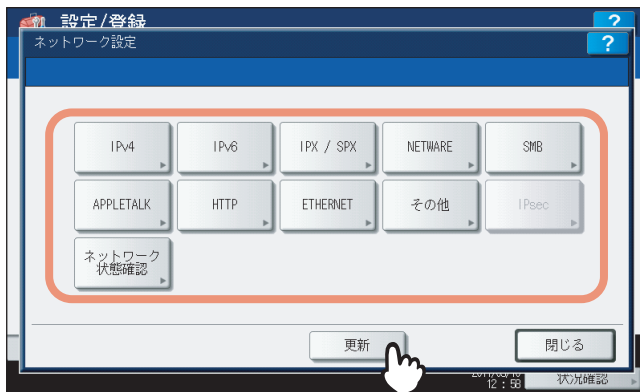 設定/登録
?
ネットワーク設定
?
IPv4
IPv6
IPX / SPX
NETWARE
SMB
APPLETALK
HTTP
ETHERNET
その他
IPsec
ネットワーク
状態確認
更新
閉じる
12 : 58
状況確認